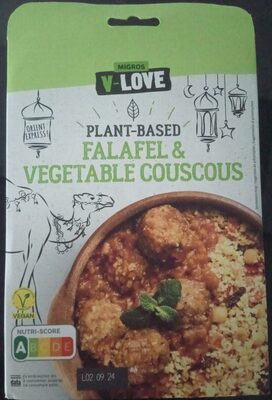 MIGROS
V-LOVE
ORIENT
EXPRESS!
PLANT-BASED
FALAFEL &
VEGETABLE COUSCOUS
VEGAN
NUTRI-SCORE
A B C D E
L02.09.24